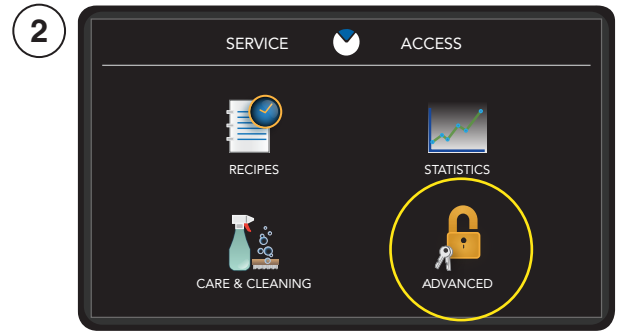 2
SERVICE ACCESS
RECIPES STATISTICS
CARE & CLEANING ADVANCED